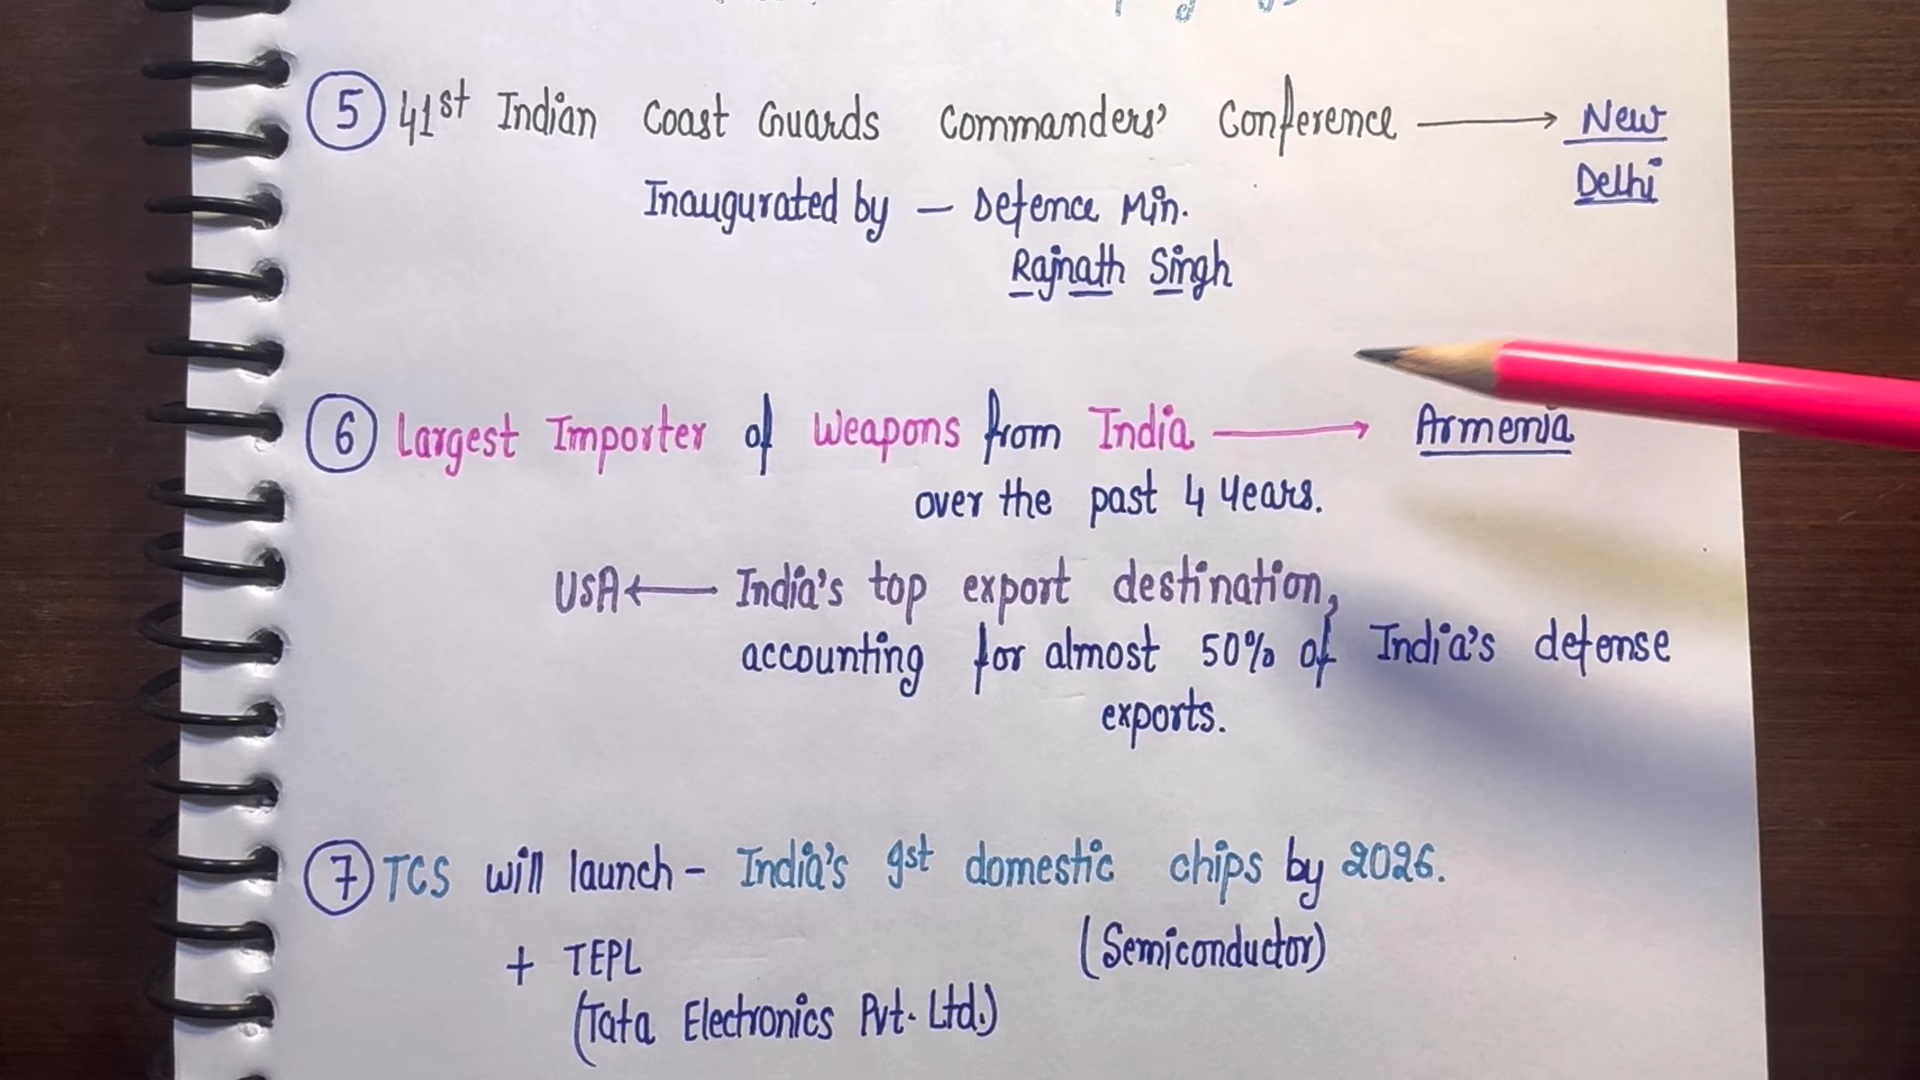 5 41st Indian Coast Guards Commanders' Conference → New
Delhi
Inaugurated by – Defence Min.
Rajnath Singh
6 Largest Importer of Weapons from India → Armenia
over the past 4 years.
USA ← India's top export destination,
accounting for almost 50% of India's defense
exports.
7 TCS will launch – India's 1st domestic chips by 2026.
+ TEPL (Semiconductor)
(Tata Electronics Pvt. Ltd.)